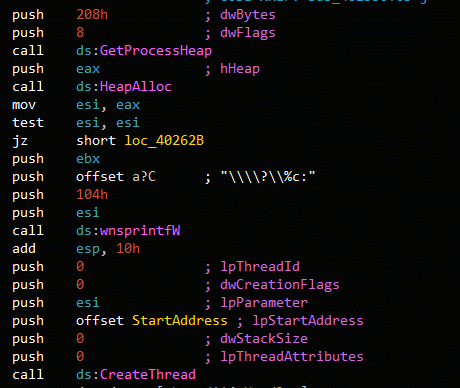 push 208h ; dwBytes
push 8 ; dwFlags
call ds:GetProcessHeap
push eax ; hHeap
call ds:HeapAlloc
mov esi, eax
test esi, esi
jz short loc_40262B
push ebx
push offset a?C ; "\\\\?\\%c:"
push 104h
push esi
call ds:wnsprintfW
add esp, 10h
push 0 ; lpThreadId
push 0 ; dwCreationFlags
push esi ; lpParameter
push offset StartAddress ; lpStartAddress
push 0 ; dwStackSize
push 0 ; lpThreadAttributes
call ds:CreateThread